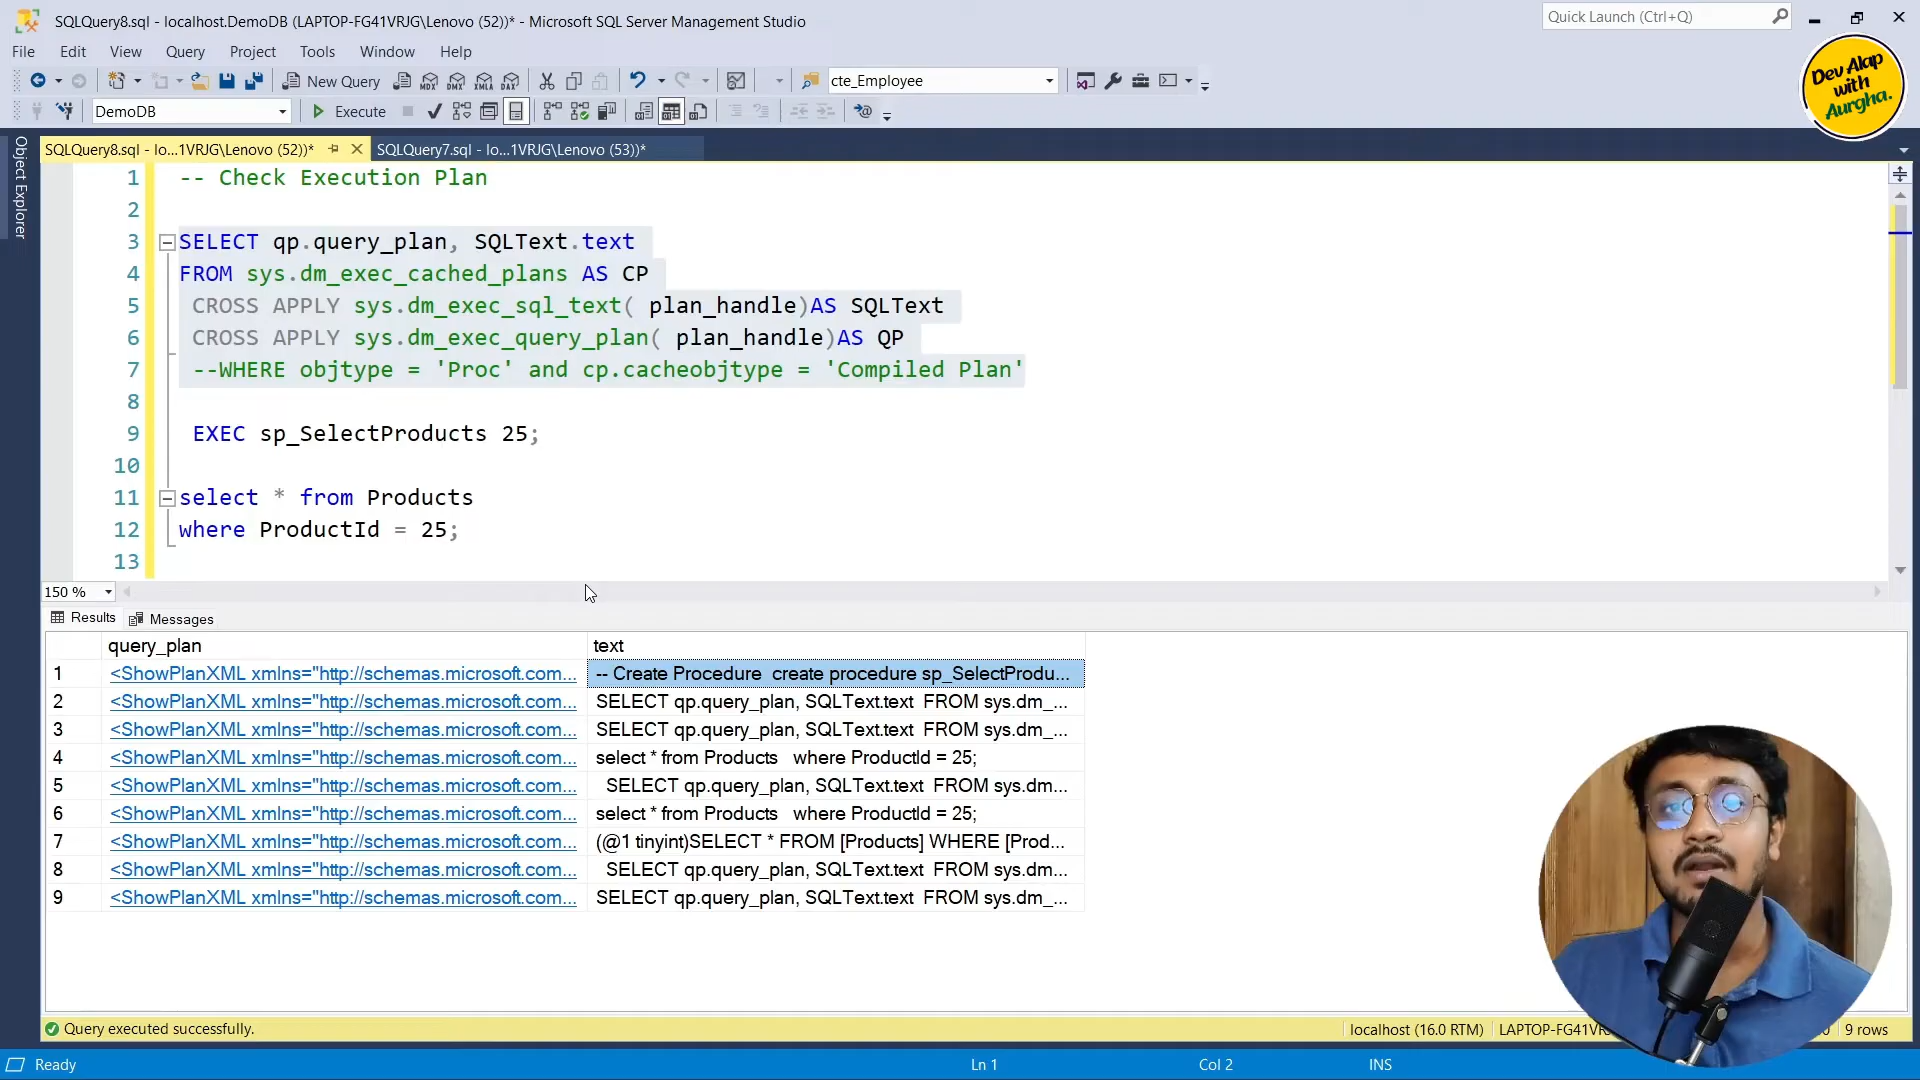 SQLQuery8.sql - localhost.DemoDB (LAPTOP-FG41VRJG\Lenovo (52))* - Microsoft SQL Server Management Studio
Quick Launch (Ctrl+Q)
File Edit View Query Project Tools Window Help
New Query
MDX DMX XMLA DAX
cte_Employee
DemoDB
Execute
Dev Alap
with
Aurgha.
SQLQuery8.sql - lo...1VRJG\Lenovo (52))*
SQLQuery7.sql - lo...1VRJG\Lenovo (53))*
Object Explorer
1 -- Check Execution Plan
2
3 SELECT qp.query_plan, SQLText.text
4 FROM sys.dm_exec_cached_plans AS CP
5 CROSS APPLY sys.dm_exec_sql_text( plan_handle)AS SQLText
6 CROSS APPLY sys.dm_exec_query_plan( plan_handle)AS QP
7 --WHERE objtype = 'Proc' and cp.cacheobjtype = 'Compiled Plan'
8
9 EXEC sp_SelectProducts 25;
10
11 select * from Products
12 where ProductId = 25;
13
150 %
Results Messages
query_plan text
1 <ShowPlanXML xmlns="http://schemas.microsoft.com... -- Create Procedure create procedure sp_SelectProdu...
2 <ShowPlanXML xmlns="http://schemas.microsoft.com... SELECT qp.query_plan, SQLText.text FROM sys.dm_...
3 <ShowPlanXML xmlns="http://schemas.microsoft.com... SELECT qp.query_plan, SQLText.text FROM sys.dm_...
4 <ShowPlanXML xmlns="http://schemas.microsoft.com... select * from Products where ProductId = 25;
5 <ShowPlanXML xmlns="http://schemas.microsoft.com... SELECT qp.query_plan, SQLText.text FROM sys.dm...
6 <ShowPlanXML xmlns="http://schemas.microsoft.com... select * from Products where ProductId = 25;
7 <ShowPlanXML xmlns="http://schemas.microsoft.com... (@1 tinyint)SELECT * FROM [Products] WHERE [Prod...
8 <ShowPlanXML xmlns="http://schemas.microsoft.com... SELECT qp.query_plan, SQLText.text FROM sys.dm...
9 <ShowPlanXML xmlns="http://schemas.microsoft.com... SELECT qp.query_plan, SQLText.text FROM sys.dm_...
Query executed successfully.
localhost (16.0 RTM) LAPTOP-FG41VR 0 9 rows
Ready Ln 1 Col 2 INS